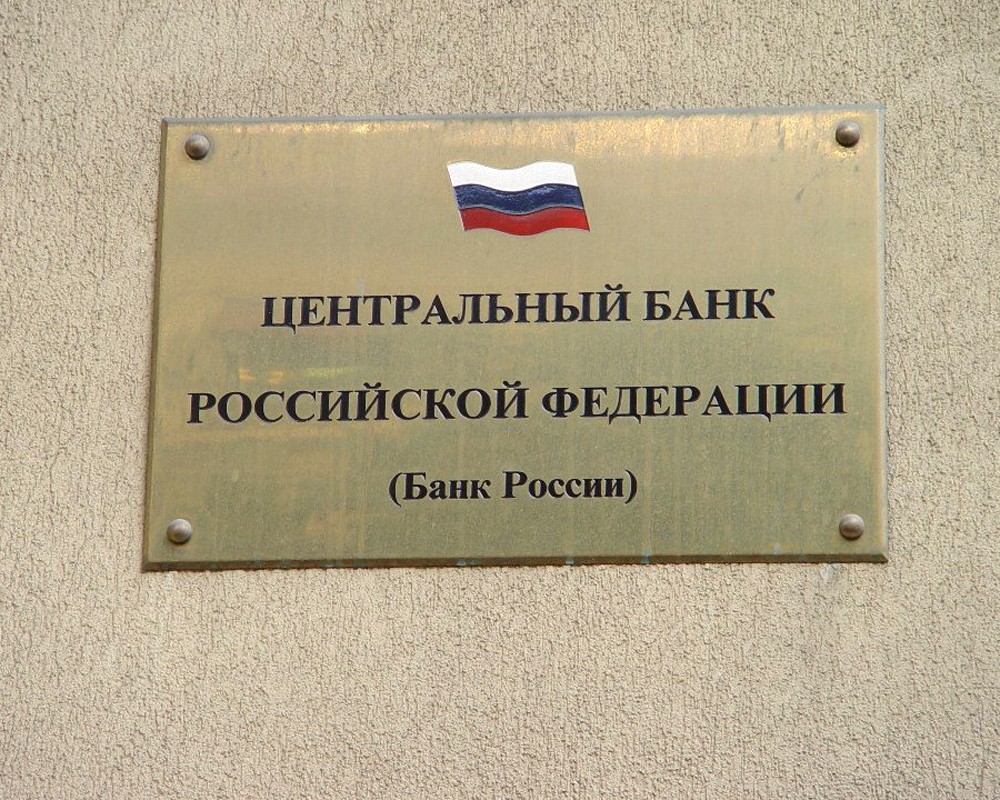 ЦЕНТРАЛЬНЫЙ БАНК
РОССИЙСКОЙ ФЕДЕРАЦИИ
(Банк России)